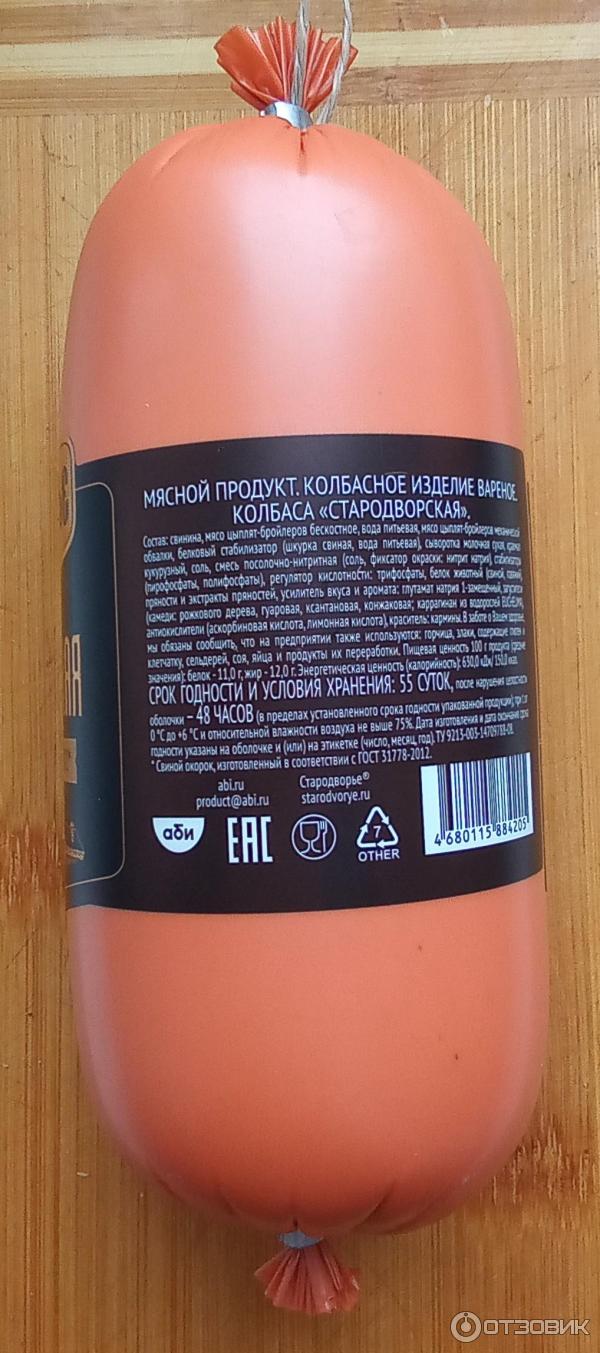 МЯСНОЙ ПРОДУКТ. КОЛБАСНОЕ ИЗДЕЛИЕ ВАРЕНОЕ.
КОЛБАСА «СТАРОДВОРСКАЯ».
Состав: свинина, мясо цыплят-бройлеров бескостное, вода питьевая, мясо цыплят-бройлеров механической
обвалки, белковый стабилизатор (шкурка свиная, вода питьевая), сыворотка молочная сухая, крахмал
кукурузный, соль, смесь посолочно-нитритная (соль, фиксатор окраски: нитрит натрия), стабилизаторы
(пирофосфаты, полифосфаты), регулятор кислотности: трифосфаты, белок животный (свиной, говяжий),
пряности и экстракты пряностей, усилитель вкуса и аромата: глутамат натрия 1-замещенный, загустители
(камеди: рожкового дерева, гуаровая, ксантановая, конжаковая; каррагинан из водорослей
антиокислители (аскорбиновая кислота, лимонная кислота), краситель: кармины. В заботе о Вашем здоровье,
мы обязаны сообщить, что на предприятии также используются: горчица, злаки, содержащие глютен и
клетчатку, сельдерей, соя, яйца и продукты их переработки. Пищевая ценность 100 г продукта (средние
значения): белок - 11,0 г, жир - 12,0 г. Энергетическая ценность (калорийность): 630,0 кДж/ 150,0 ккал.
СРОК ГОДНОСТИ И УСЛОВИЯ ХРАНЕНИЯ: 55 СУТОК, после нарушения целостности
оболочки – 48 ЧАСОВ (в пределах установленного срока годности упакованной продукции); при t от
0 °С до +6 °С и относительной влажности воздуха не выше 75%. Дата изготовления и дата окончания срока
годности указаны на оболочке и (или) на этикетке (число, месяц, год). ТУ 9213-003-14709783-08.
* Свиной окорок, изготовленный в соответствии с ГОСТ 31778-2012.
abi.ru Стародворье®
product@abi.ru starodvorye.ru
аби ЕАС 7
OTHER
4 680115 884205
АЯ
ОТЗОВИК